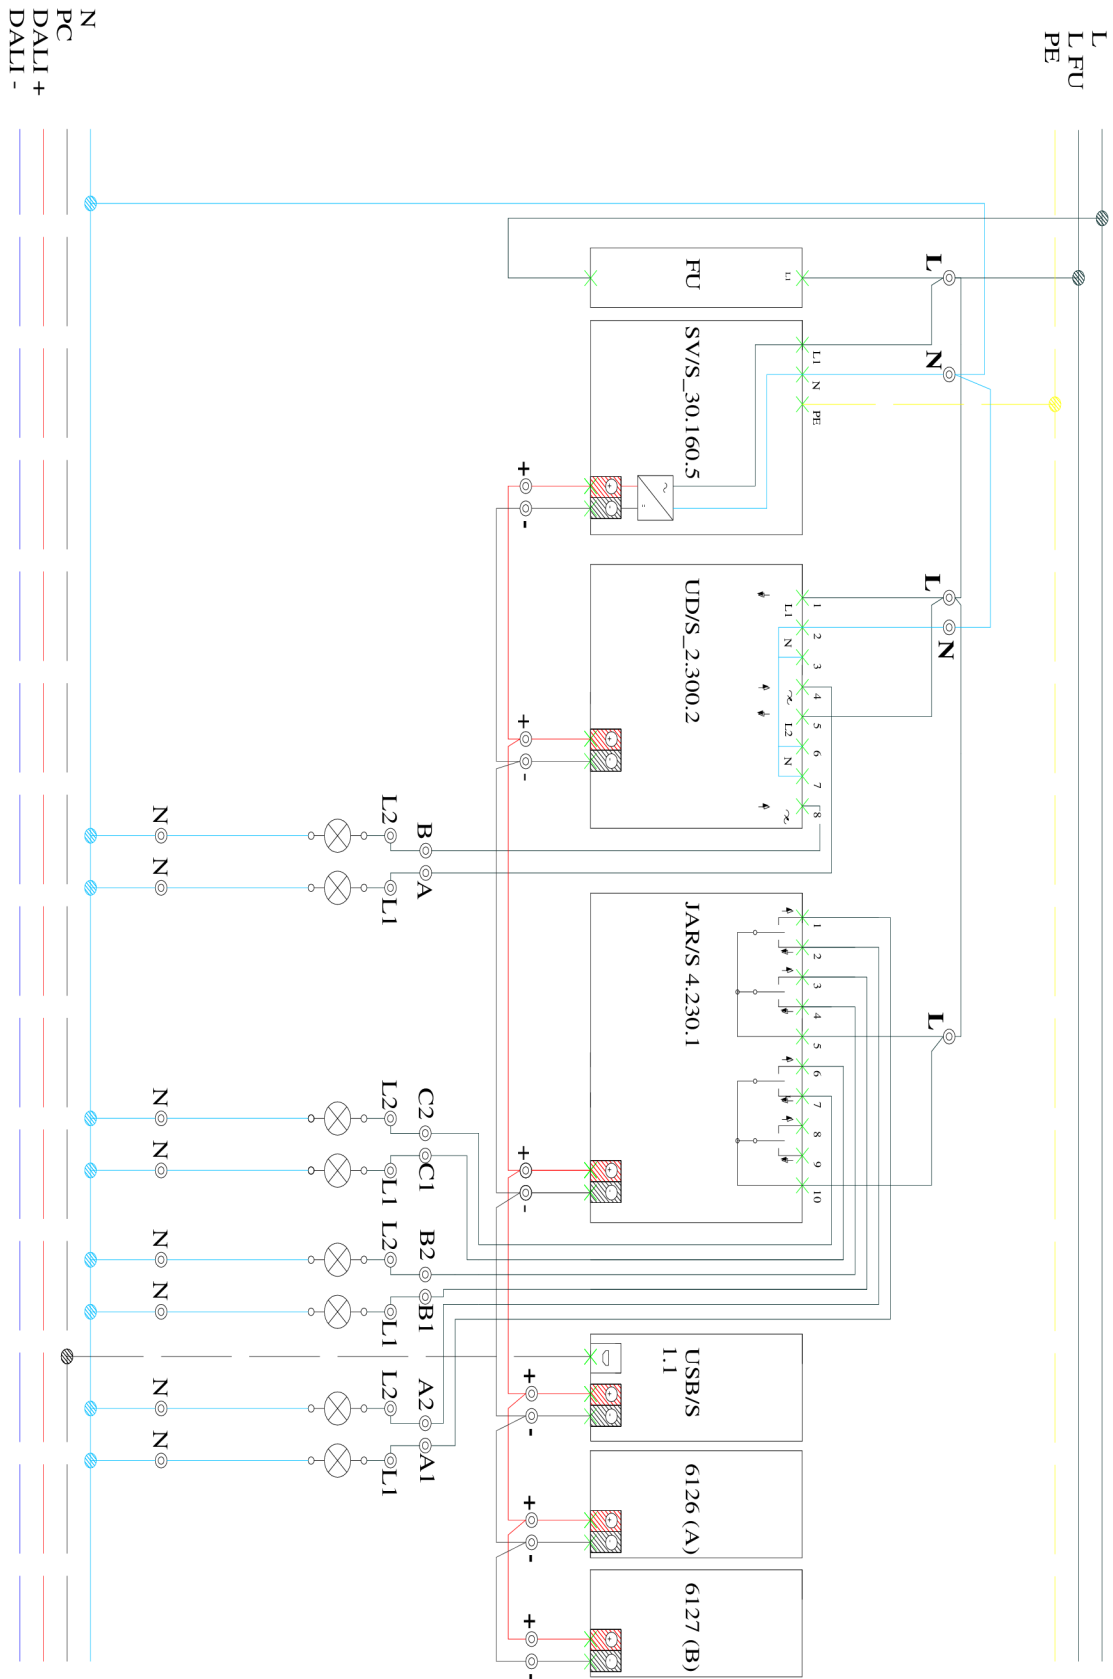 L
L FU
PE
N
PC
DALI +
DALI -
L
N
L
N
L
FU
L1
SV/S_30.160.5
L1
N
PE
+
-
UD/S_2.300.2
1
2
3
4
5
6
7
8
L1
N
L2
N
+
-
JAR/S 4.230.1
1
2
3
4
5
6
7
8
9
10
+
-
USB/S
1.1
+
-
6126 (A)
+
-
6127 (B)
+
-
B
A
C2
C1
B2
B1
A2
A1
L2
L1
L2
L1
L2
L1
L2
L1
N
N
N
N
N
N
N
N